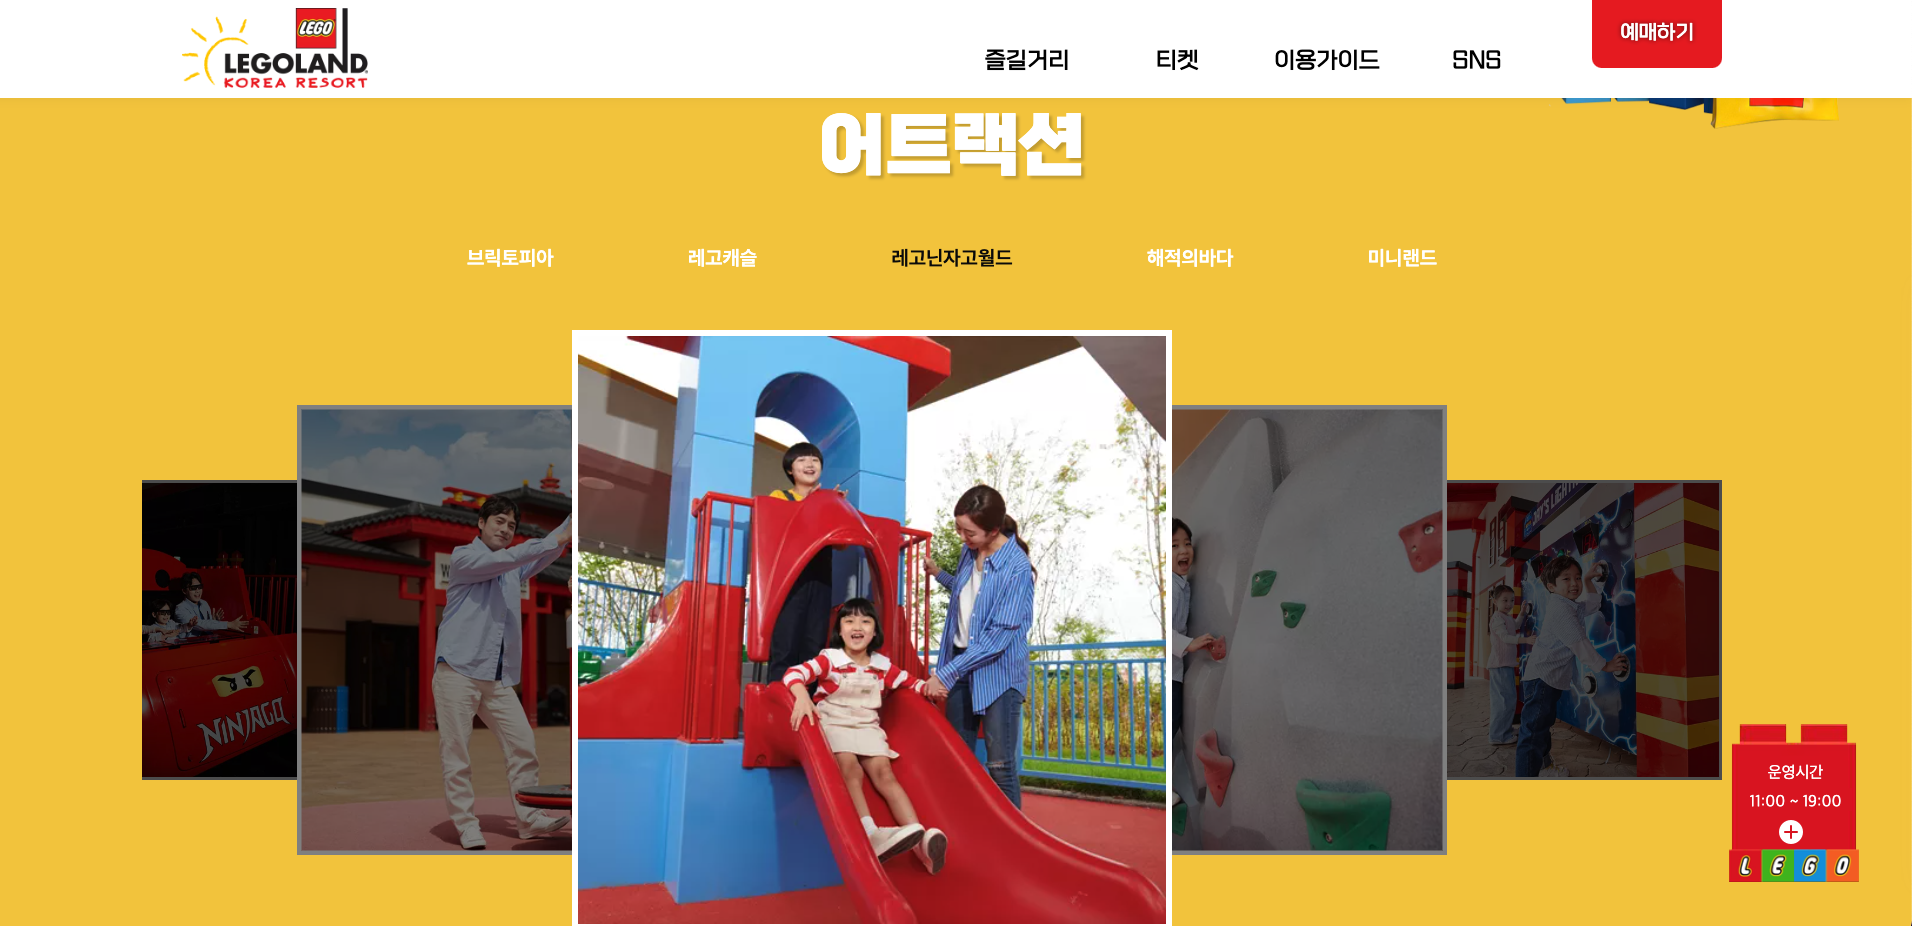 LEGO
LEGOLAND
KOREA RESORT
즐길거리
티켓
이용가이드
SNS
예매하기
어트랙션
브릭토피아
레고캐슬
레고닌자고월드
해적의바다
미니랜드
NINJAGO
JAY'S LIGHTN
운영시간
11:00 ~ 19:00
LEGO